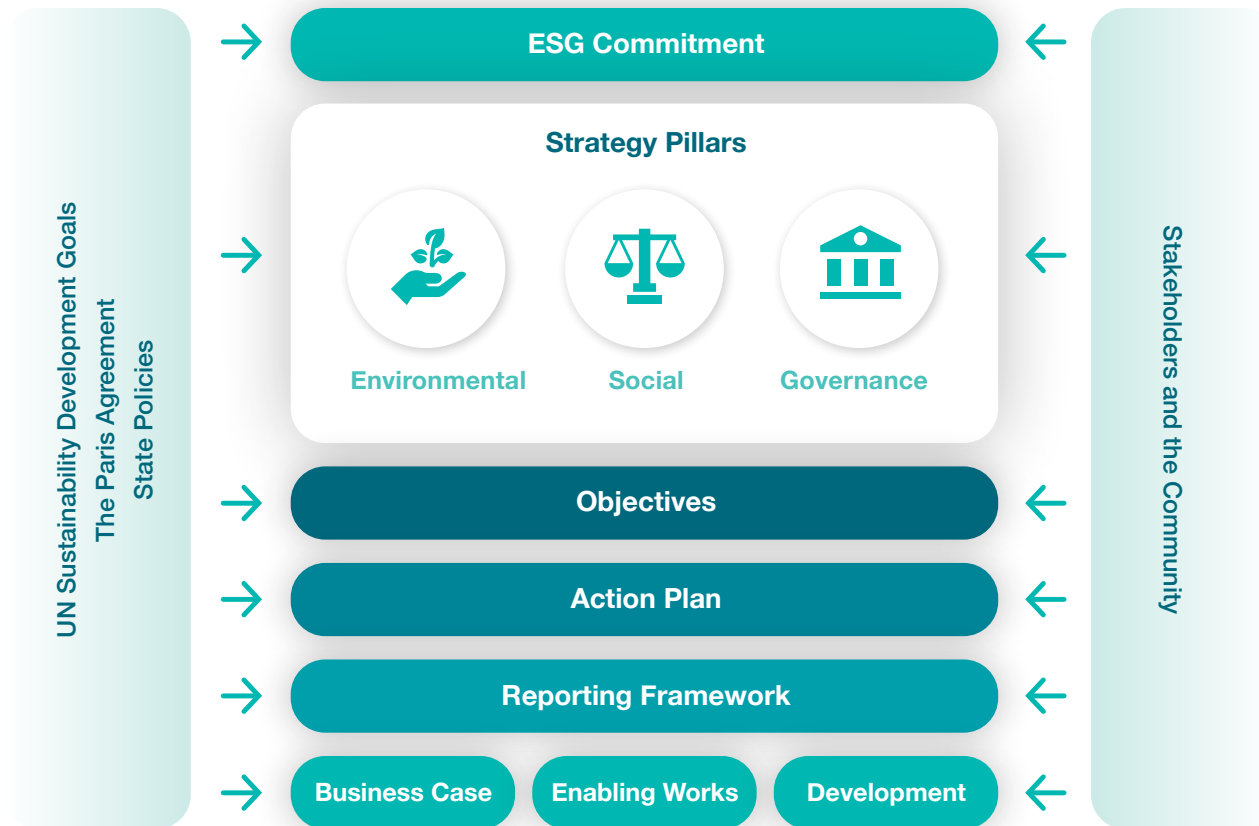 UN Sustainability Development Goals
The Paris Agreement
State Policies
ESG Commitment
Strategy Pillars
Environmental
Social
Governance
Objectives
Action Plan
Reporting Framework
Business Case
Enabling Works
Development
Stakeholders and the Community